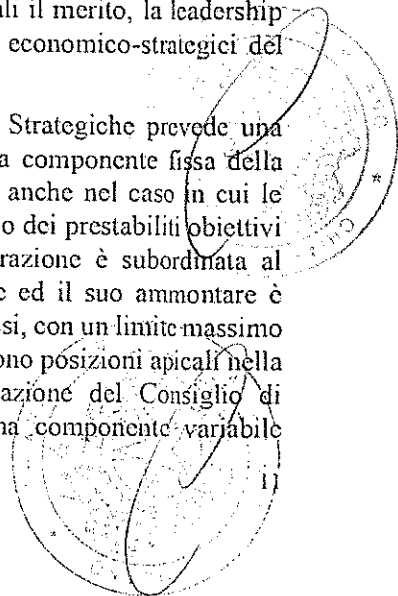 ali il merito, la leadership
economico-strategici del
Strategiche prevede una
a componente fissa della
anche nel caso in cui le
o dei prestabiliti obiettivi
razione è subordinata al
e ed il suo ammontare è
si, con un limite massimo
ono posizioni apicali nella
azione del Consiglio di
na componente variabile
11